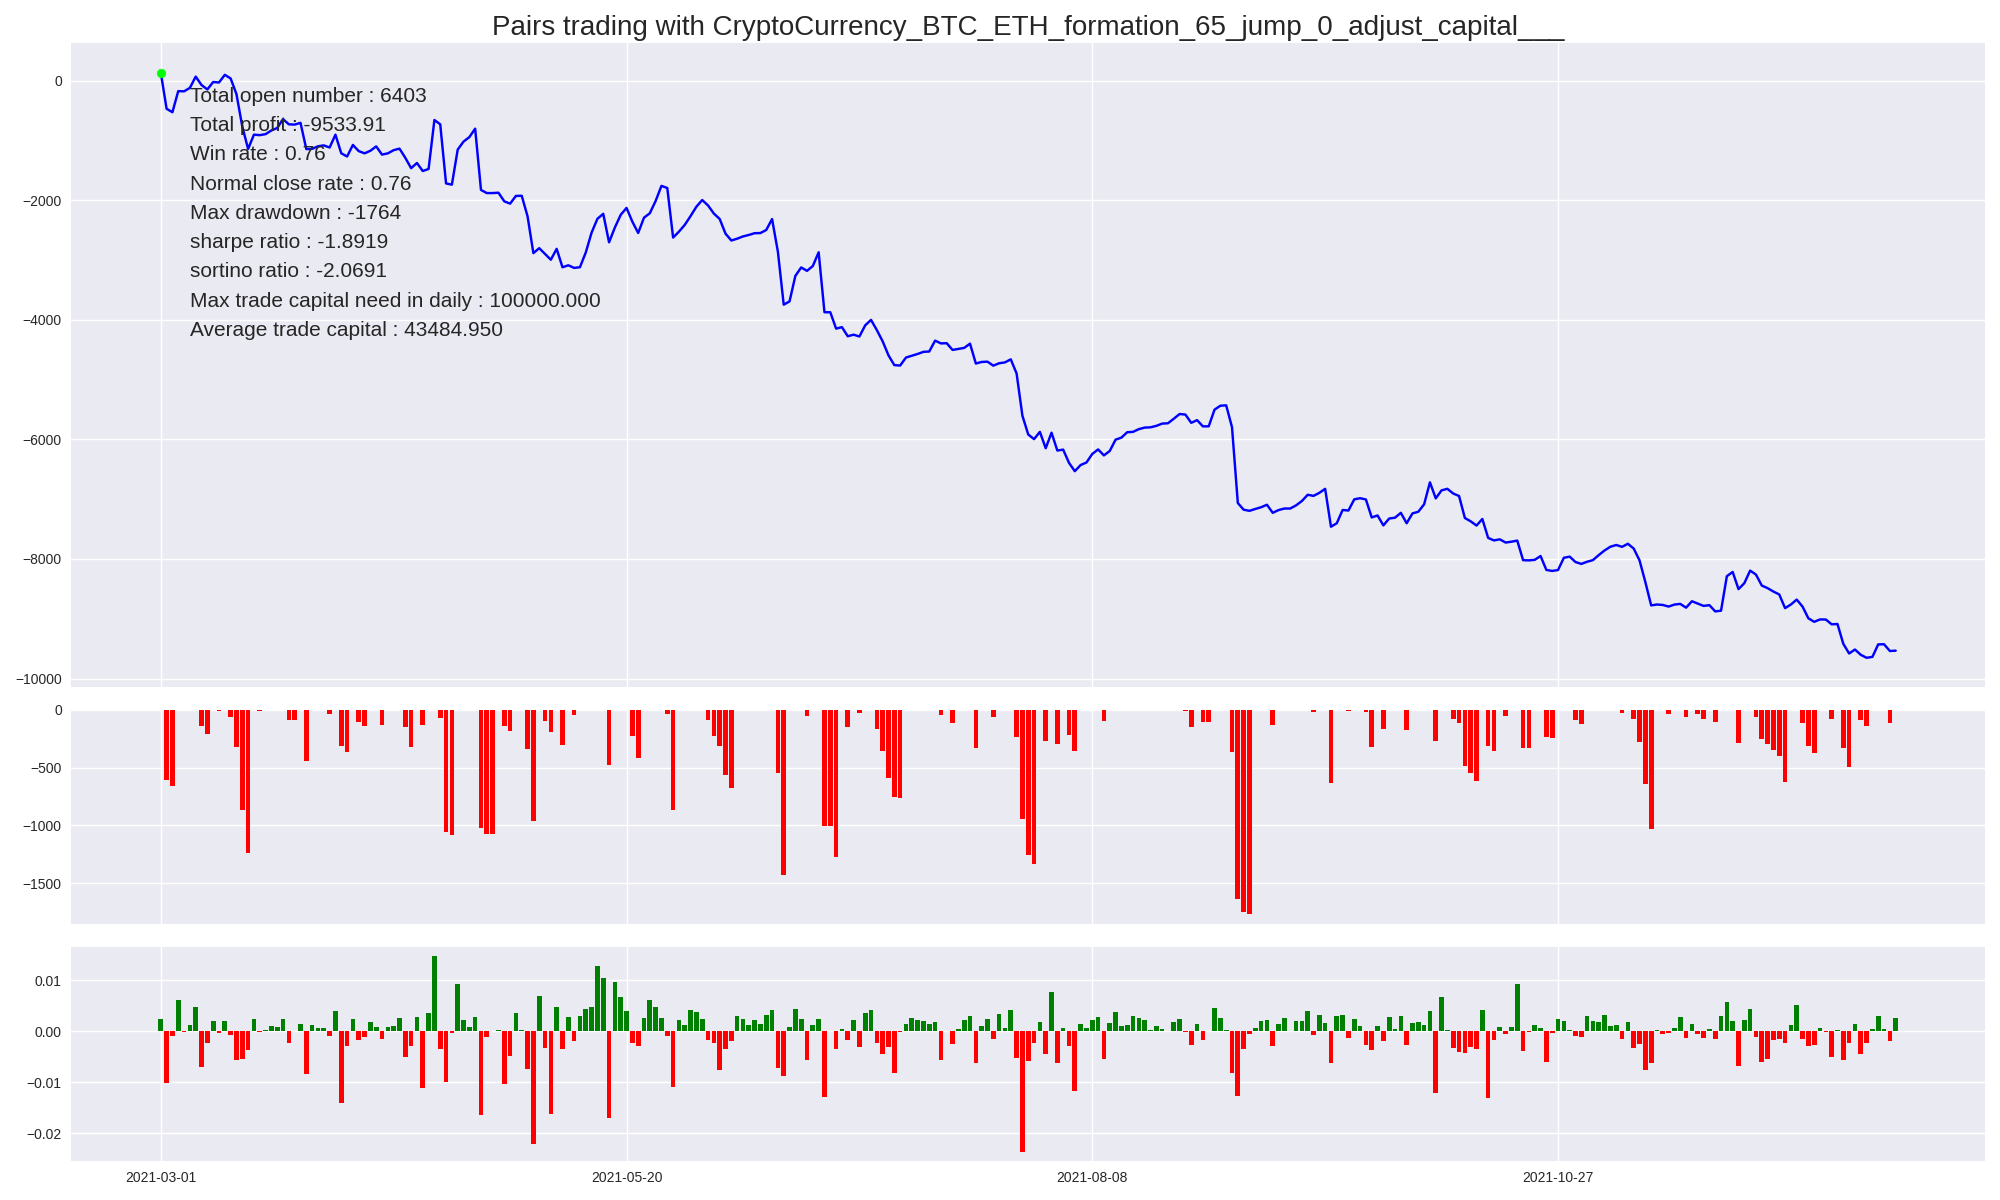 Pairs trading with CryptoCurrency_BTC_ETH_formation_65_jump_0_adjust_capital___
0
Total open number : 6403
Total profit : -9533.91
Win rate : 0.76
Normal close rate : 0.76
−2000
Max drawdown : -1764
sharpe ratio : -1.8919
sortino ratio : -2.0691
Max trade capital need in daily : 100000.000
−4000
Average trade capital : 43484.950
−6000
−8000
−10000
0
−500
−1000
−1500
0.01
0.00
−0.01
−0.02
2021-03-01 2021-05-20 2021-08-08 2021-10-27